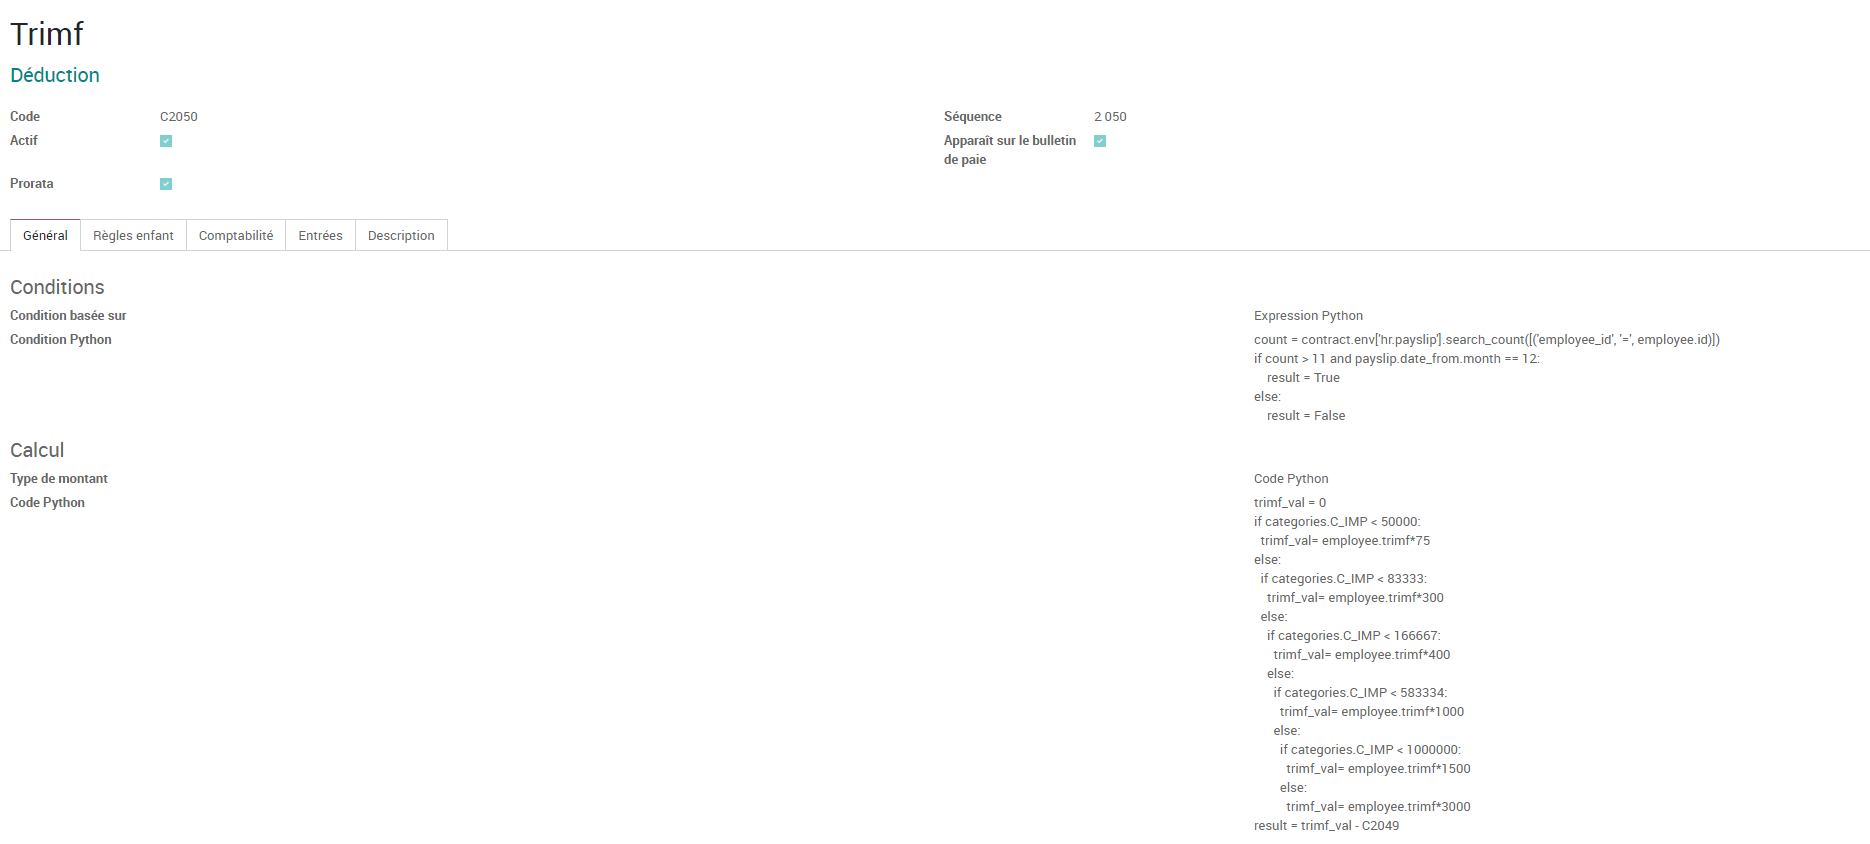 Trimf
Déduction
Code C2050
Séquence 2 050
Actif
Apparaît sur le bulletin de paie
Prorata
Général Règles enfant Comptabilité Entrées Description
Conditions
Condition basée sur Expression Python
Condition Python count = contract.env['hr.payslip'].search_count([('employee_id', '=', employee.id)])
if count > 11 and payslip.date_from.month == 12:
    result = True
else:
    result = False
Calcul
Type de montant Code Python
Code Python trimf_val = 0
if categories.C_IMP < 50000:
  trimf_val= employee.trimf*75
else:
  if categories.C_IMP < 83333:
    trimf_val= employee.trimf*300
  else:
    if categories.C_IMP < 166667:
      trimf_val= employee.trimf*400
    else:
      if categories.C_IMP < 583334:
        trimf_val= employee.trimf*1000
      else:
        if categories.C_IMP < 1000000:
          trimf_val= employee.trimf*1500
        else:
          trimf_val= employee.trimf*3000
result = trimf_val - C2049